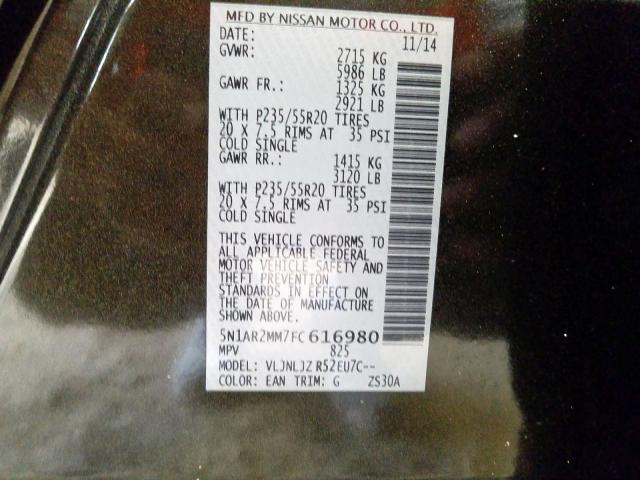 MFD BY NISSAN MOTOR CO., LTD.
DATE: 11/14
GVWR: 2715 KG
5986 LB
GAWR FR.: 1325 KG
2921 LB
WITH P235/55R20 TIRES
20 X 7.5 RIMS AT 35 PSI
COLD SINGLE
GAWR RR.: 1415 KG
3120 LB
WITH P235/55R20 TIRES
20 X 7.5 RIMS AT 35 PSI
COLD SINGLE
THIS VEHICLE CONFORMS TO
ALL APPLICABLE FEDERAL
MOTOR VEHICLE SAFETY AND
THEFT PREVENTION
STANDARDS IN EFFECT ON
THE DATE OF MANUFACTURE
SHOWN ABOVE.
5N1AR2MM7FC616980
MPV 825
MODEL: VLJNLJZ R52EU7C--
COLOR: EAN TRIM: G ZS30A